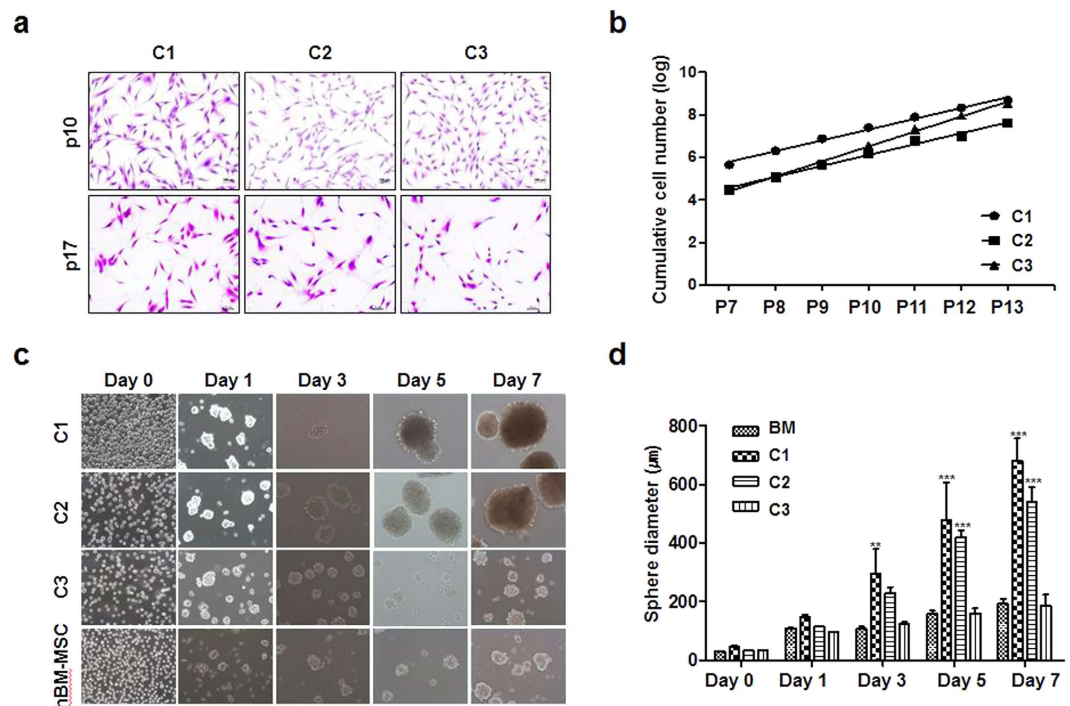 a
C1 C2 C3
p10
p17
b
Cumulative cell number (log)
10
8
6
4
2
0
C1
C2
C3
P7 P8 P9 P10 P11 P12 P13
c
Day 0 Day 1 Day 3 Day 5 Day 7
C1
C2
C3
hBM-MSC
d
Sphere diameter (μm)
800
600
400
200
0
BM
C1
C2
C3
**
***
***
***
***
Day 0 Day 1 Day 3 Day 5 Day 7